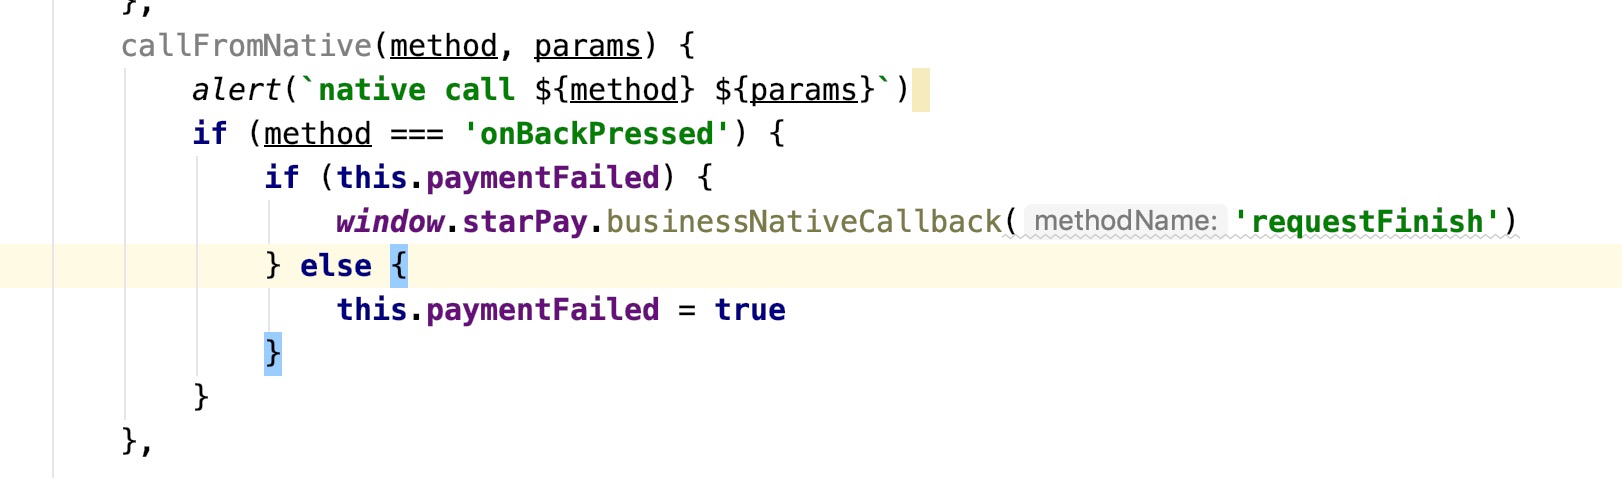 },
callFromNative(method, params) {
    alert(`native call ${method} ${params}`)
    if (method === 'onBackPressed') {
        if (this.paymentFailed) {
            window.starPay.businessNativeCallback( methodName: 'requestFinish')
        } else {
            this.paymentFailed = true
        }
    }
},